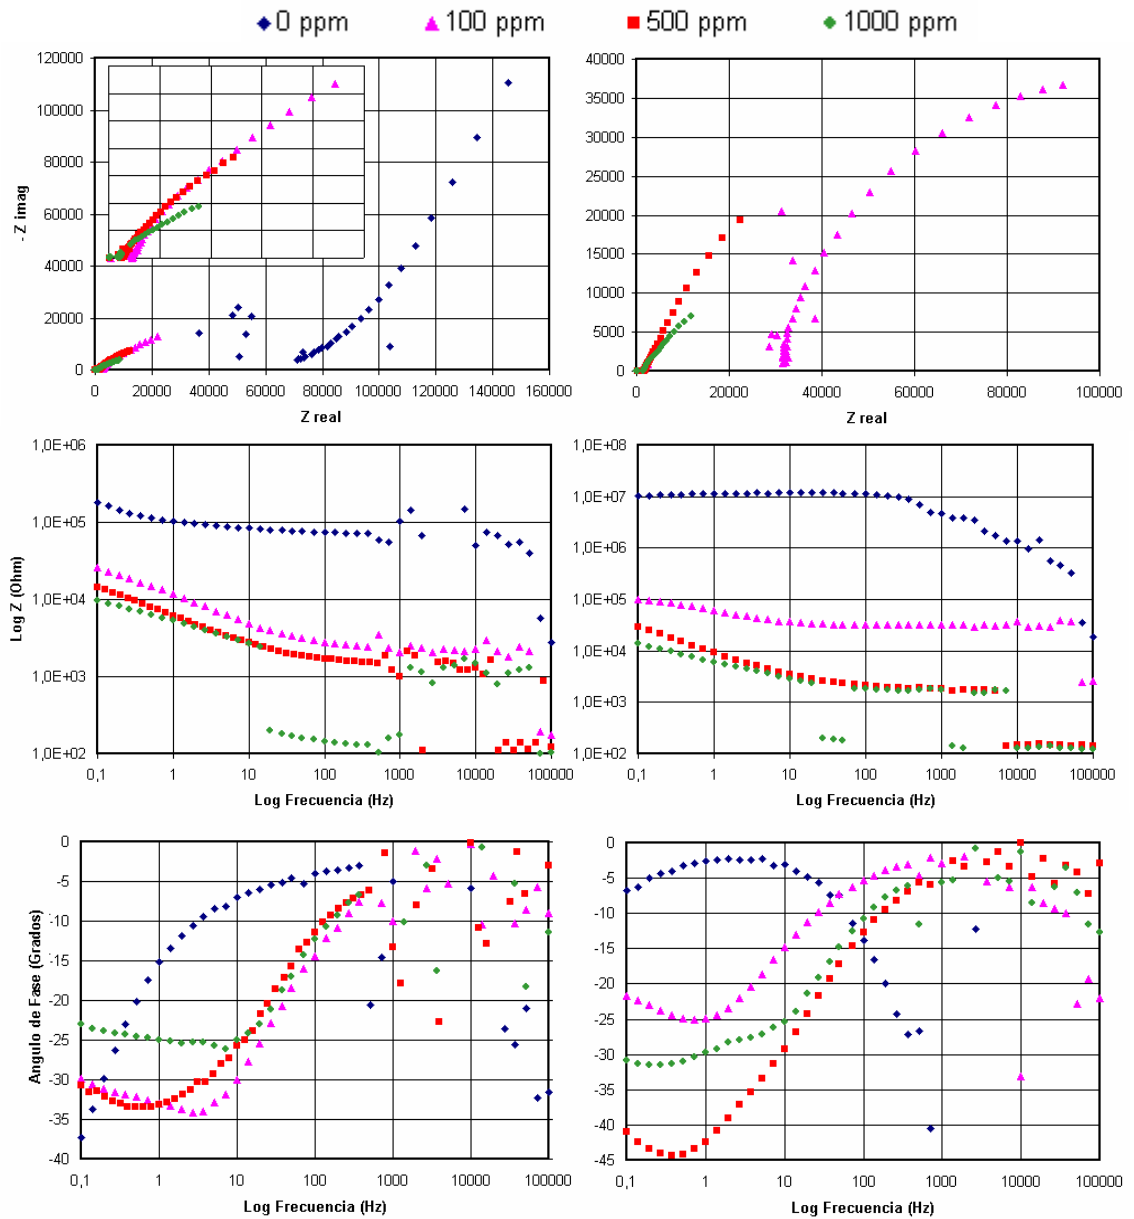 0 ppm 100 ppm 500 ppm 1000 ppm
120000
100000
80000
60000
40000
20000
0
- Z imag
0 20000 40000 60000 80000 100000 120000 140000 160000
Z real
40000
35000
30000
25000
20000
15000
10000
5000
0
0 20000 40000 60000 80000 100000
Z real
1,0E+06
1,0E+05
1,0E+04
1,0E+03
1,0E+02
Log Z (Ohm)
0,1 1 10 100 1000 10000 100000
Log Frecuencia (Hz)
1,0E+08
1,0E+07
1,0E+06
1,0E+05
1,0E+04
1,0E+03
1,0E+02
0,1 1 10 100 1000 10000 100000
Log Frecuencia (Hz)
0
-5
-10
-15
-20
-25
-30
-35
-40
Angulo de Fase (Grados)
0,1 1 10 100 1000 10000 100000
Log Frecuencia (Hz)
0
-5
-10
-15
-20
-25
-30
-35
-40
-45
0,1 1 10 100 1000 10000 100000
Log Frecuencia (Hz)